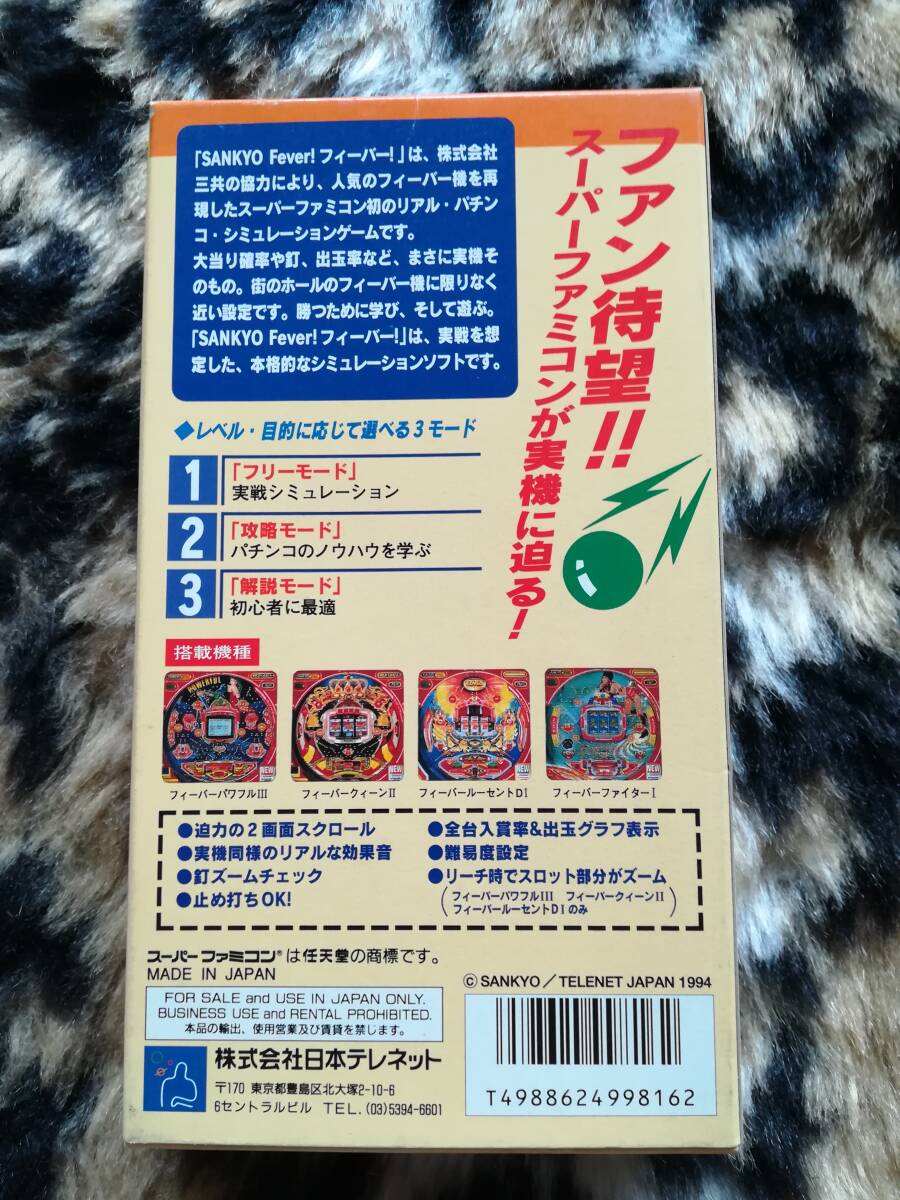 ファン待望!!
スーパーファミコンが実機に迫る!
「SANKYO Fever! フィーバー!」は、株式会社
三共の協力により、人気のフィーバー機を再
現したスーパーファミコン初のリアル・パチン
コ・シミュレーションゲームです。
大当り確率や釘、出玉率など、まさに実機そ
のもの。街のホールのフィーバー機に限りなく
近い設定です。勝つために学び、そして遊ぶ。
「SANKYO Fever! フィーバー!」は、実戦を想
定した、本格的なシミュレーションソフトです。
◆レベル・目的に応じて選べる3モード
1 「フリーモード」
実戦シミュレーション
2 「攻略モード」
パチンコのノウハウを学ぶ
3 「解説モード」
初心者に最適
搭載機種
POWERFUL
NEW
NEW
NEW
NEW
フィーバーパワフルIII
フィーバークィーンII
フィーバールーセントD1
フィーバーファイターI
●迫力の2画面スクロール
●実機同様のリアルな効果音
●釘ズームチェック
●止め打ちOK!
●全台入賞率&出玉グラフ表示
●難易度設定
●リーチ時でスロット部分がズーム
(フィーバーパワフルIII フィーバークィーンII
フィーバールーセントD1のみ)
スーパーファミコン®は任天堂の商標です。
MADE IN JAPAN
FOR SALE and USE IN JAPAN ONLY.
BUSINESS USE and RENTAL PROHIBITED.
本品の輸出、使用営業及び賃貸を禁じます。
株式会社日本テレネット
〒170 東京都豊島区北大塚2-10-6
6セントラルビル TEL. (03)5394-6601
© SANKYO/TELENET JAPAN 1994
T4988624998162